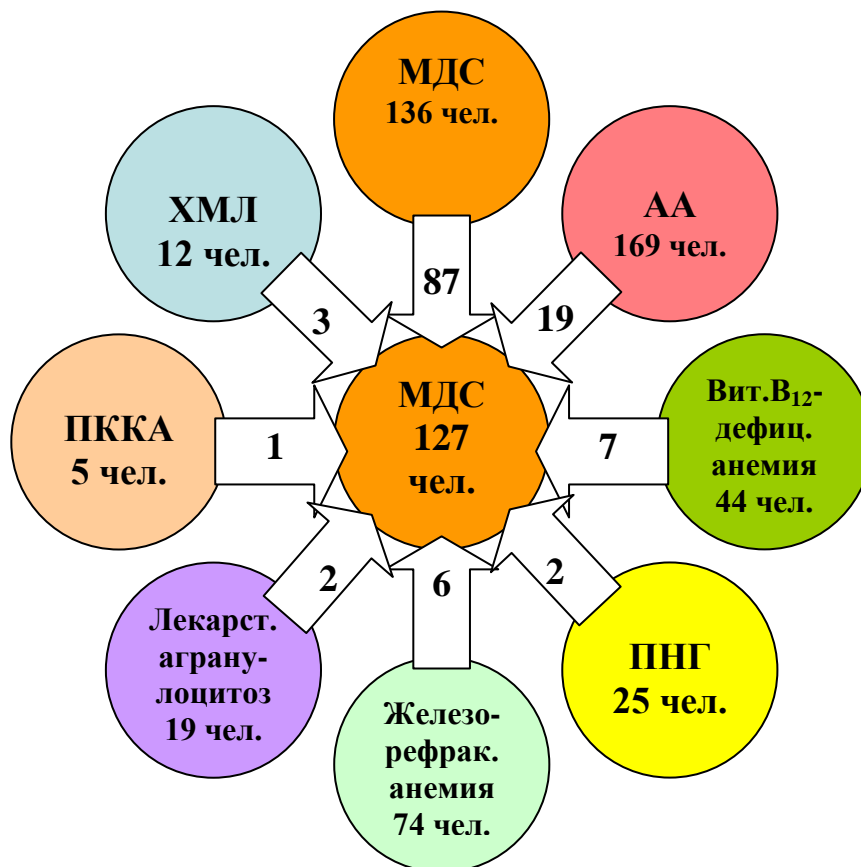 МДС
136 чел.
ХМЛ
12 чел.
АА
169 чел.
87
3
19
ПККА
5 чел.
1
МДС
127
чел.
7
Вит.В₁₂-
дефиц.
анемия
44 чел.
2
6
2
Лекарст.
аграну-
лоцитоз
19 чел.
Железо-
рефрак.
анемия
74 чел.
ПНГ
25 чел.